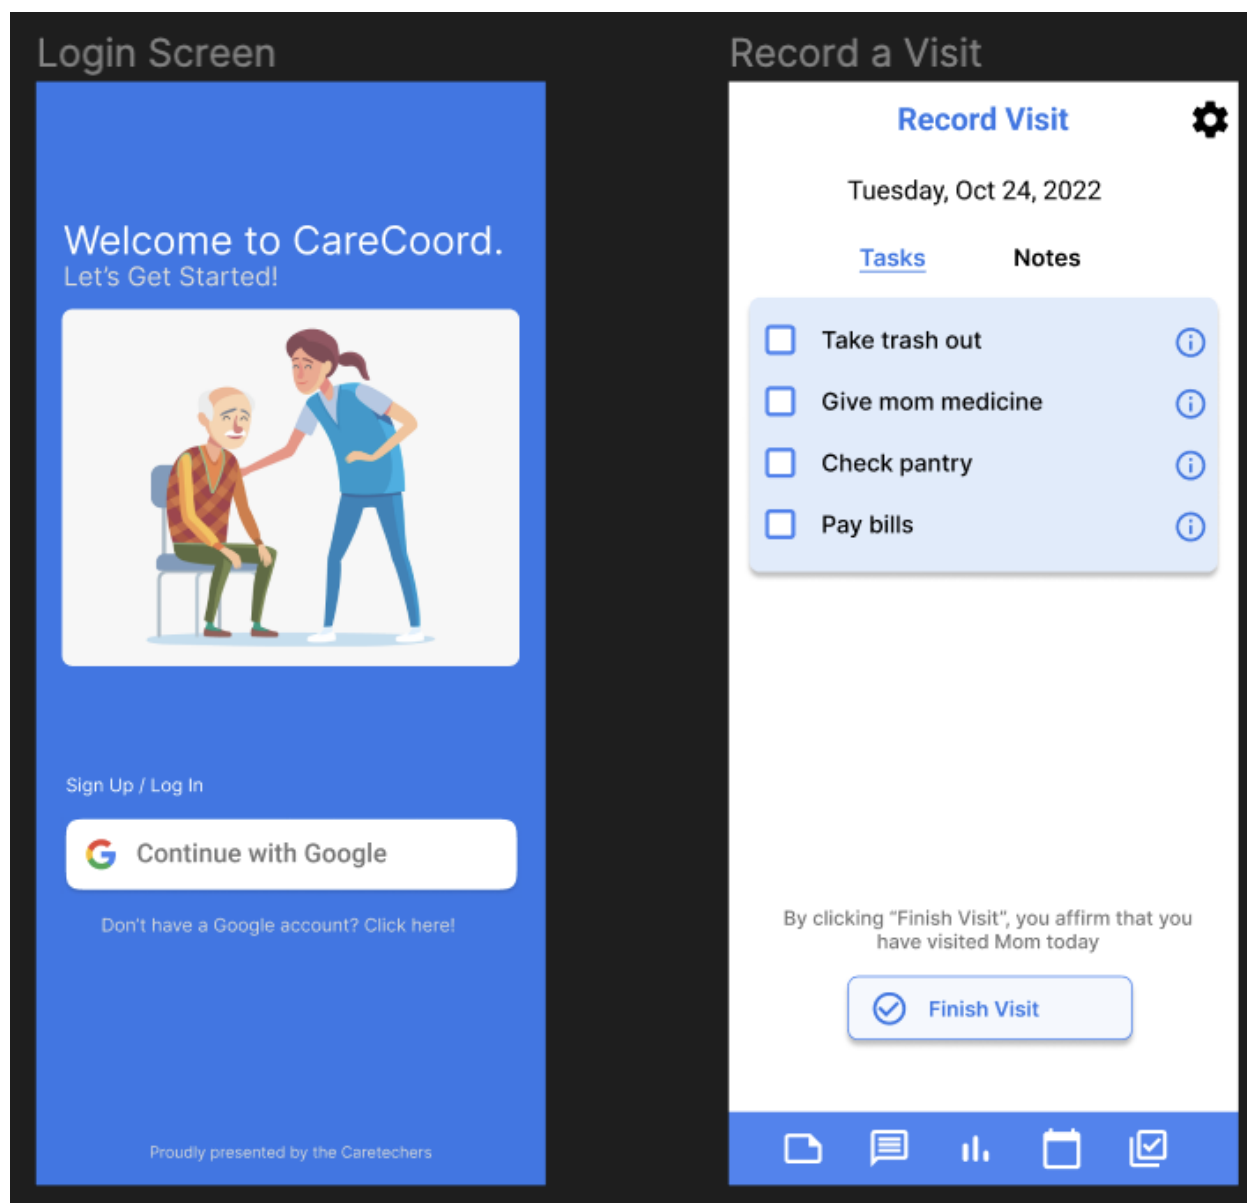 Login Screen
Welcome to CareCoord.
Let's Get Started!
Sign Up / Log In
Continue with Google
Don't have a Google account? Click here!
Proudly presented by the Caretechers
Record a Visit
Record Visit
Tuesday, Oct 24, 2022
Tasks
Notes
Take trash out
Give mom medicine
Check pantry
Pay bills
By clicking “Finish Visit”, you affirm that you
have visited Mom today
Finish Visit